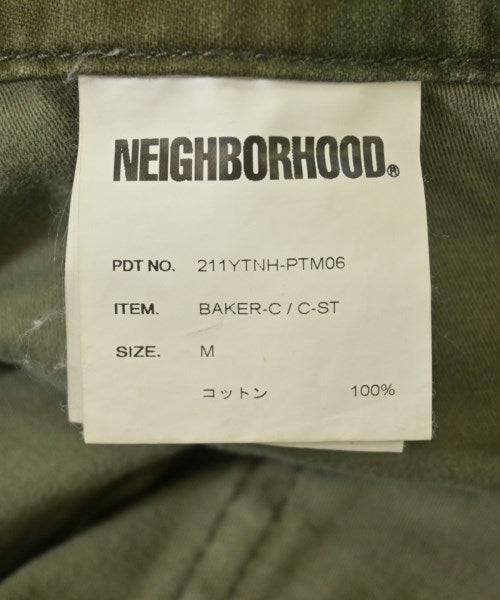 NEIGHBORHOOD®
PDT NO. 211YTNH-PTM06
ITEM. BAKER-C / C-ST
SIZE. M
コットン 100%